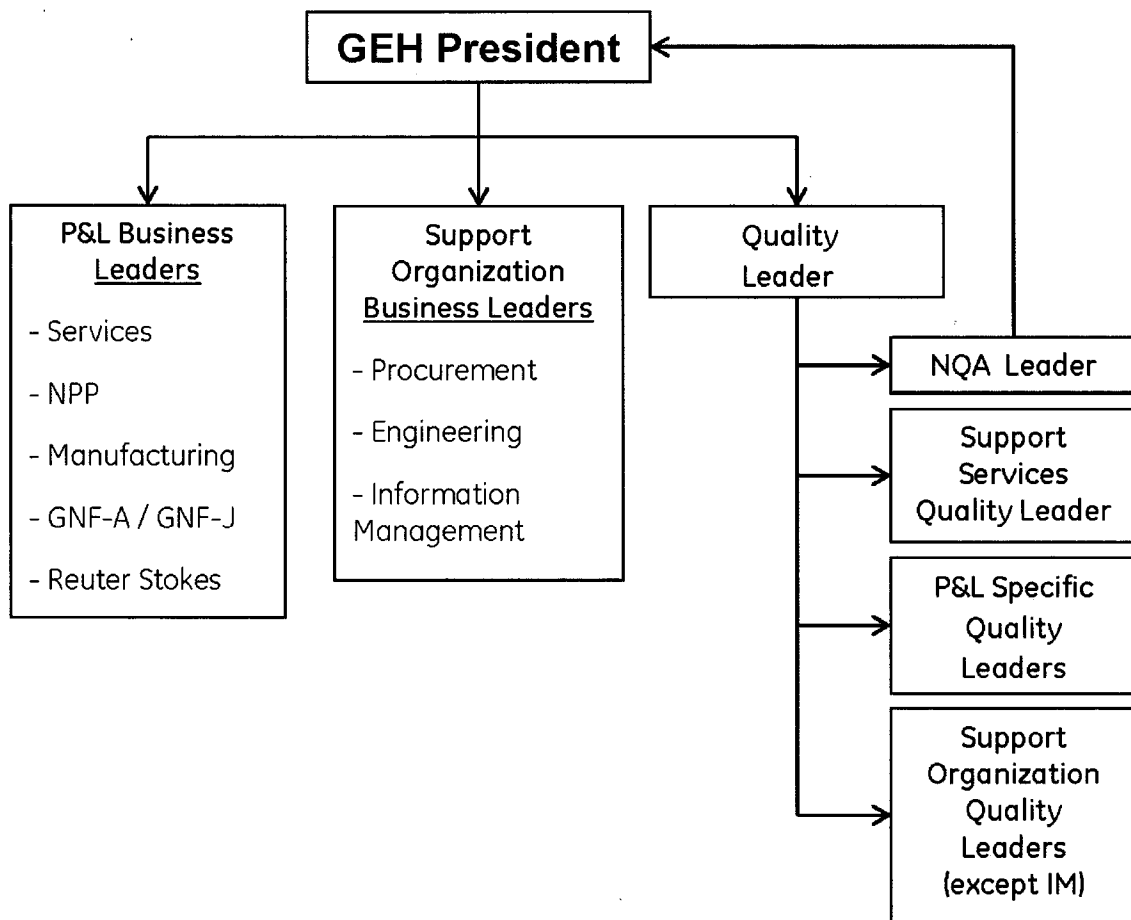 GEH President
P&L Business
Leaders
- Services
- NPP
- Manufacturing
- GNF-A / GNF-J
- Reuter Stokes
Support
Organization
Business Leaders
- Procurement
- Engineering
- Information
Management
Quality
Leader
NQA Leader
Support
Services
Quality Leader
P&L Specific
Quality
Leaders
Support
Organization
Quality
Leaders
(except IM)